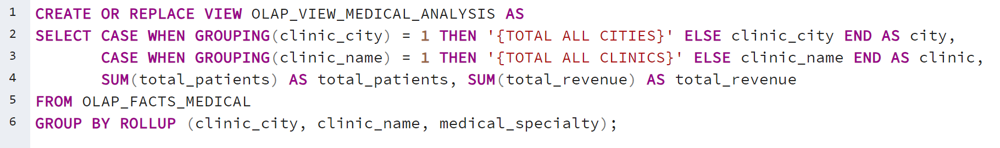 1 CREATE OR REPLACE VIEW OLAP_VIEW_MEDICAL_ANALYSIS AS
2 SELECT CASE WHEN GROUPING(clinic_city) = 1 THEN '{TOTAL ALL CITIES}' ELSE clinic_city END AS city,
3        CASE WHEN GROUPING(clinic_name) = 1 THEN '{TOTAL ALL CLINICS}' ELSE clinic_name END AS clinic,
4        SUM(total_patients) AS total_patients, SUM(total_revenue) AS total_revenue
5 FROM OLAP_FACTS_MEDICAL
6 GROUP BY ROLLUP (clinic_city, clinic_name, medical_specialty);